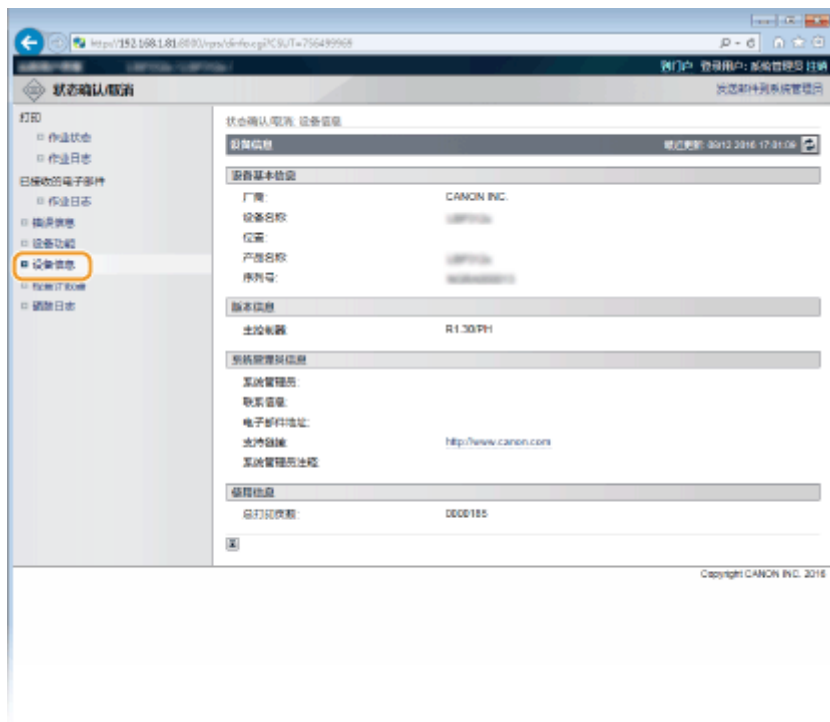 https://192.168.1.81:8000/rps/dinfo.cgi?CSUT=756499969
到门户 登录用户: 系统管理员 注销
状态确认/取消
发送邮件到系统管理员
打印
作业状态
作业日志
已接收的电子邮件
作业日志
错误信息
设备功能
设备信息
检查计数器
碳酸日志
状态确认/取消: 设备信息
设备信息
最近更新: 09/12 2016 17:01:09
设备基本信息
厂商: CANON INC.
设备名称:
位置:
产品名称:
序列号:
版本信息
主控制器: R1.30/PH
系统管理员信息
系统管理员:
联系信息:
电子邮件地址:
支持链接: http://www.canon.com
系统管理员注释:
使用信息
总打印页数: 0000185
Copyright CANON INC. 2016